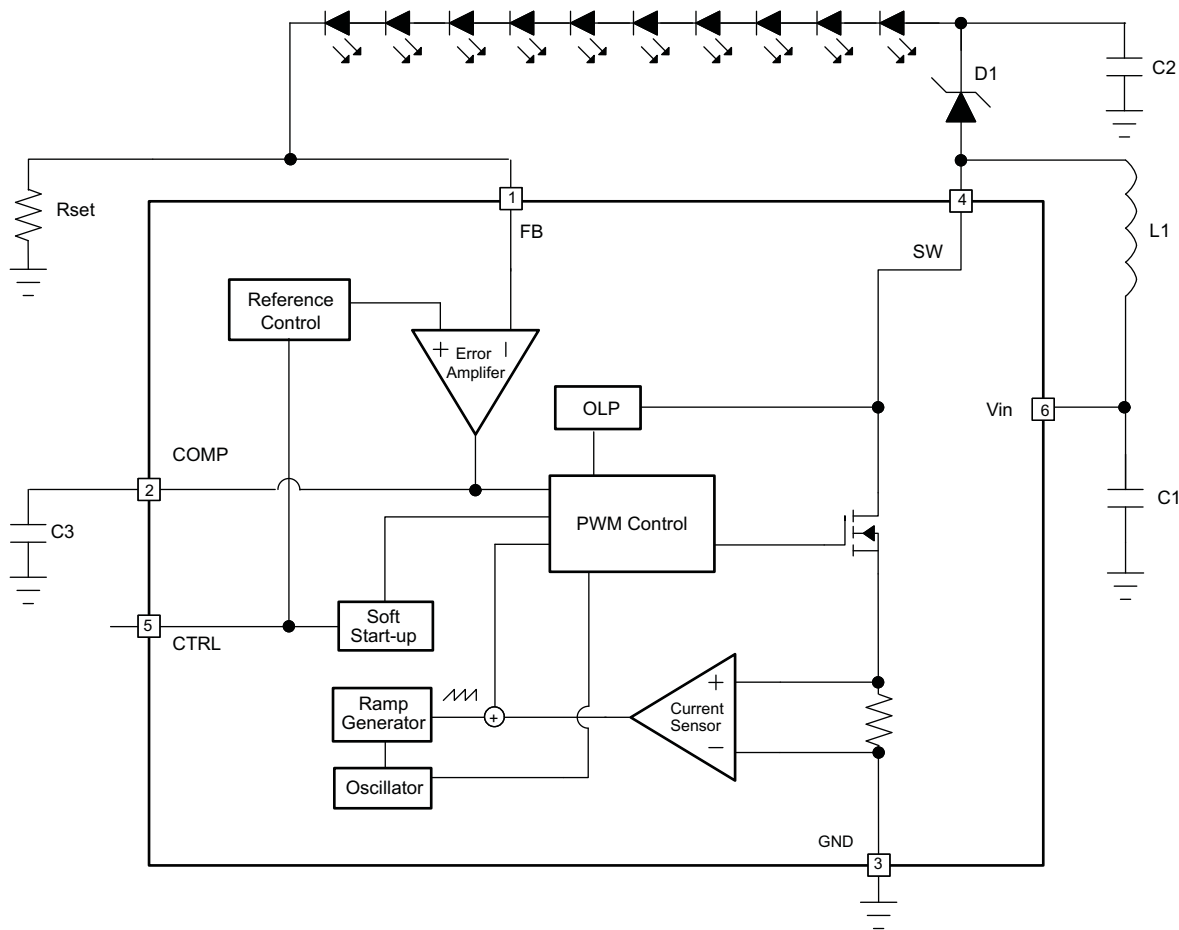 D1
C2
Rset
1
4
FB
L1
SW
Reference
Control
+
Error
Amplifer
OLP
Vin
6
COMP
2
C1
PWM Control
C3
Soft
Start-up
5
CTRL
+
Current
Sensor
−
Ramp
Generator
+
Oscillator
GND
3